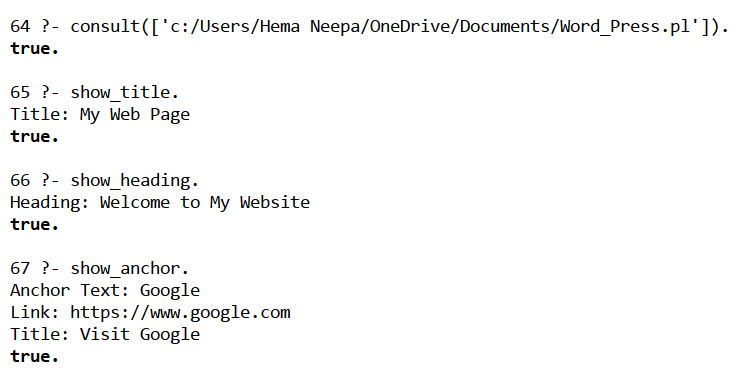 64 ?- consult(['c:/Users/Hema Neepa/OneDrive/Documents/Word_Press.pl']).
true.
65 ?- show_title.
Title: My Web Page
true.
66 ?- show_heading.
Heading: Welcome to My Website
true.
67 ?- show_anchor.
Anchor Text: Google
Link: https://www.google.com
Title: Visit Google
true.